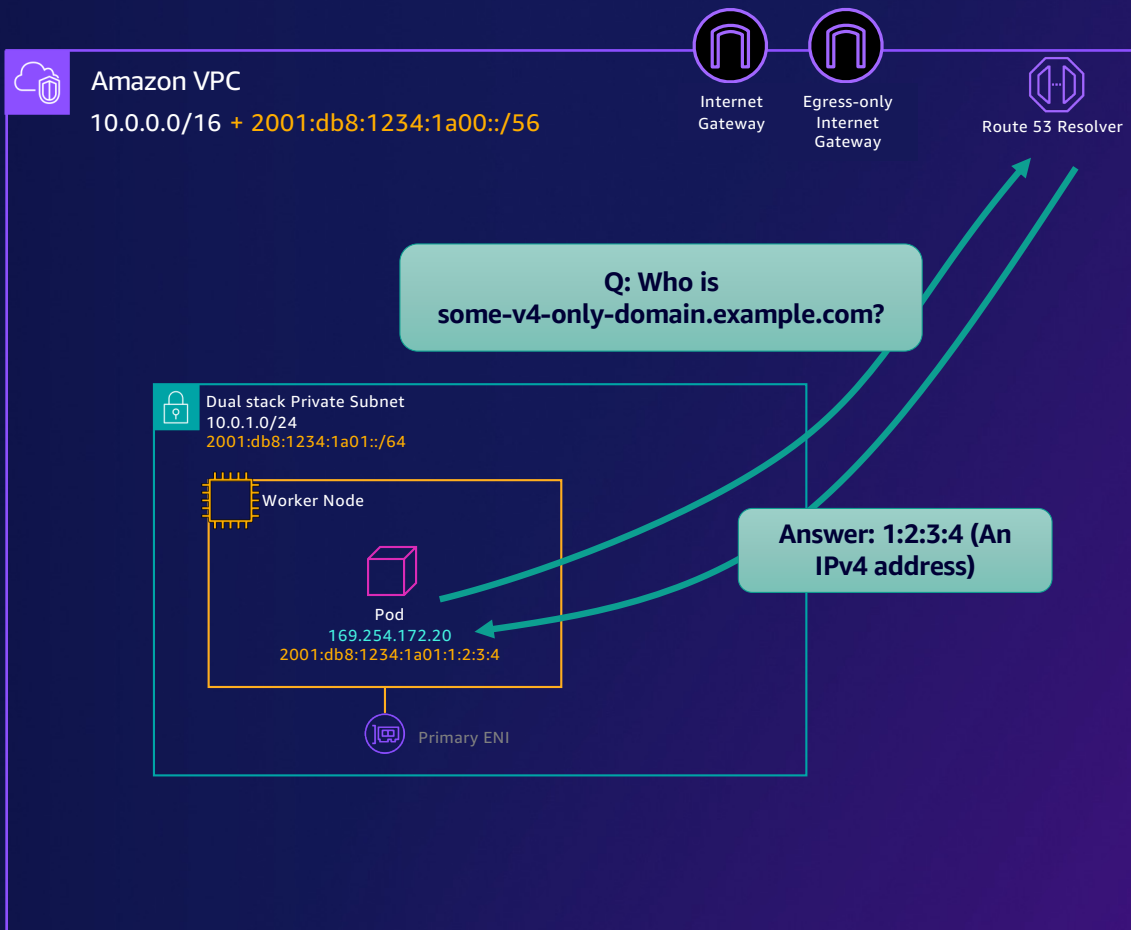 Amazon VPC
10.0.0.0/16 + 2001:db8:1234:1a00::/56
Internet
Gateway
Egress-only
Internet
Gateway
Route 53 Resolver
Q: Who is
some-v4-only-domain.example.com?
Dual stack Private Subnet
10.0.1.0/24
2001:db8:1234:1a01::/64
Worker Node
Answer: 1:2:3:4 (An
IPv4 address)
Pod
169.254.172.20
2001:db8:1234:1a01:1:2:3:4
Primary ENI